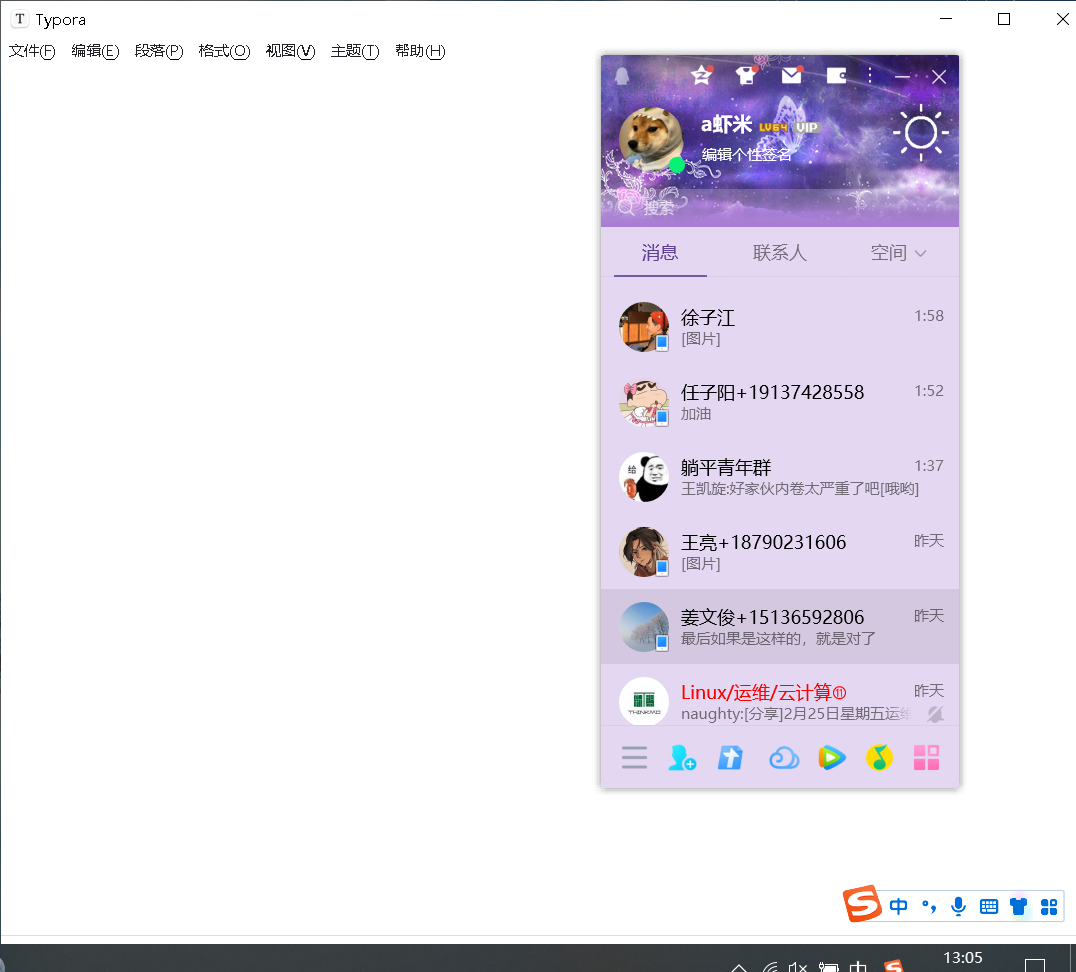 Typora
文件(F) 编辑(E) 段落(P) 格式(O) 视图(V) 主题(T) 帮助(H)
a虾米 LV64 VIP
编辑个性签名
搜索
消息 联系人 空间
徐子江 1:58
[图片]
任子阳+19137428558 1:52
加油
给
躺平青年群 1:37
王凯旋:好家伙内卷太严重了吧[哦哟]
王亮+18790231606 昨天
[图片]
姜文俊+15136592806 昨天
最后如果是这样的，就是对了
THINKMO
Linux/运维/云计算⑪ 昨天
naughty:[分享]2月25日星期五运维
中
13:05
中